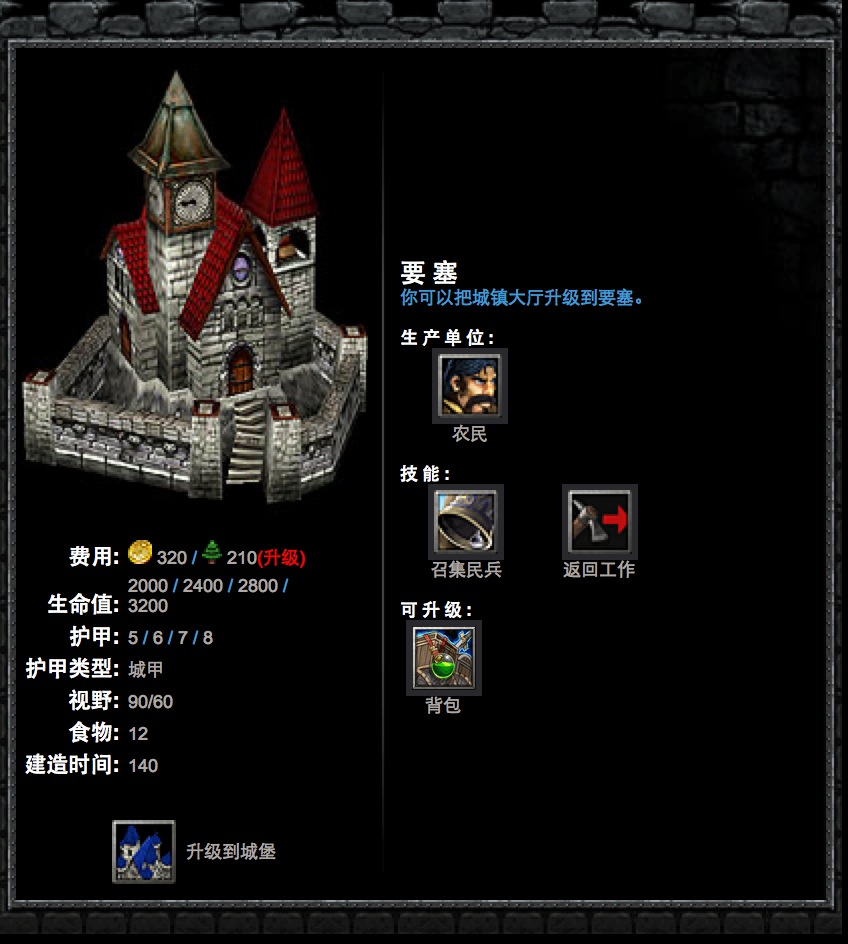 要 塞
你可以把城镇大厅升级到要塞。
生产单位:
农民
技能:
召集民兵
返回工作
可升级:
背包
费用: 320 / 210(升级)
生命值: 2000 / 2400 / 2800 / 3200
护甲: 5 / 6 / 7 / 8
护甲类型: 城甲
视野: 90/60
食物: 12
建造时间: 140
升级到城堡